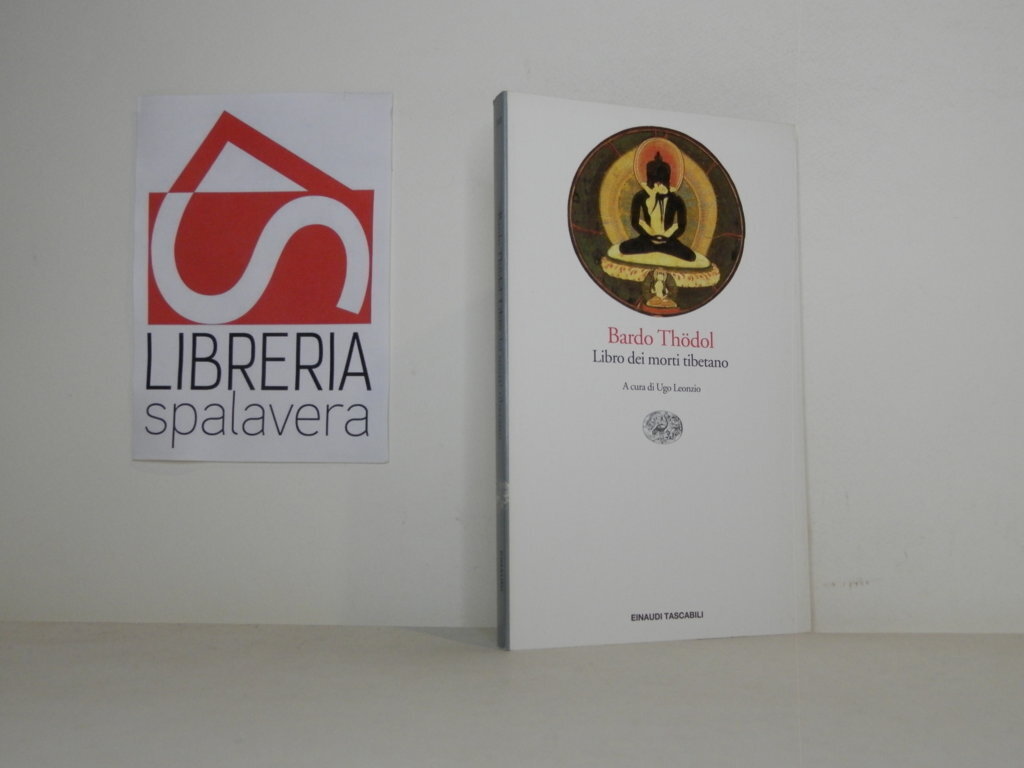 LIBRERIA
spalavera
Bardo Thödol
Libro dei morti tibetano
A cura di Ugo Leonzio
EINAUDI TASCABILI